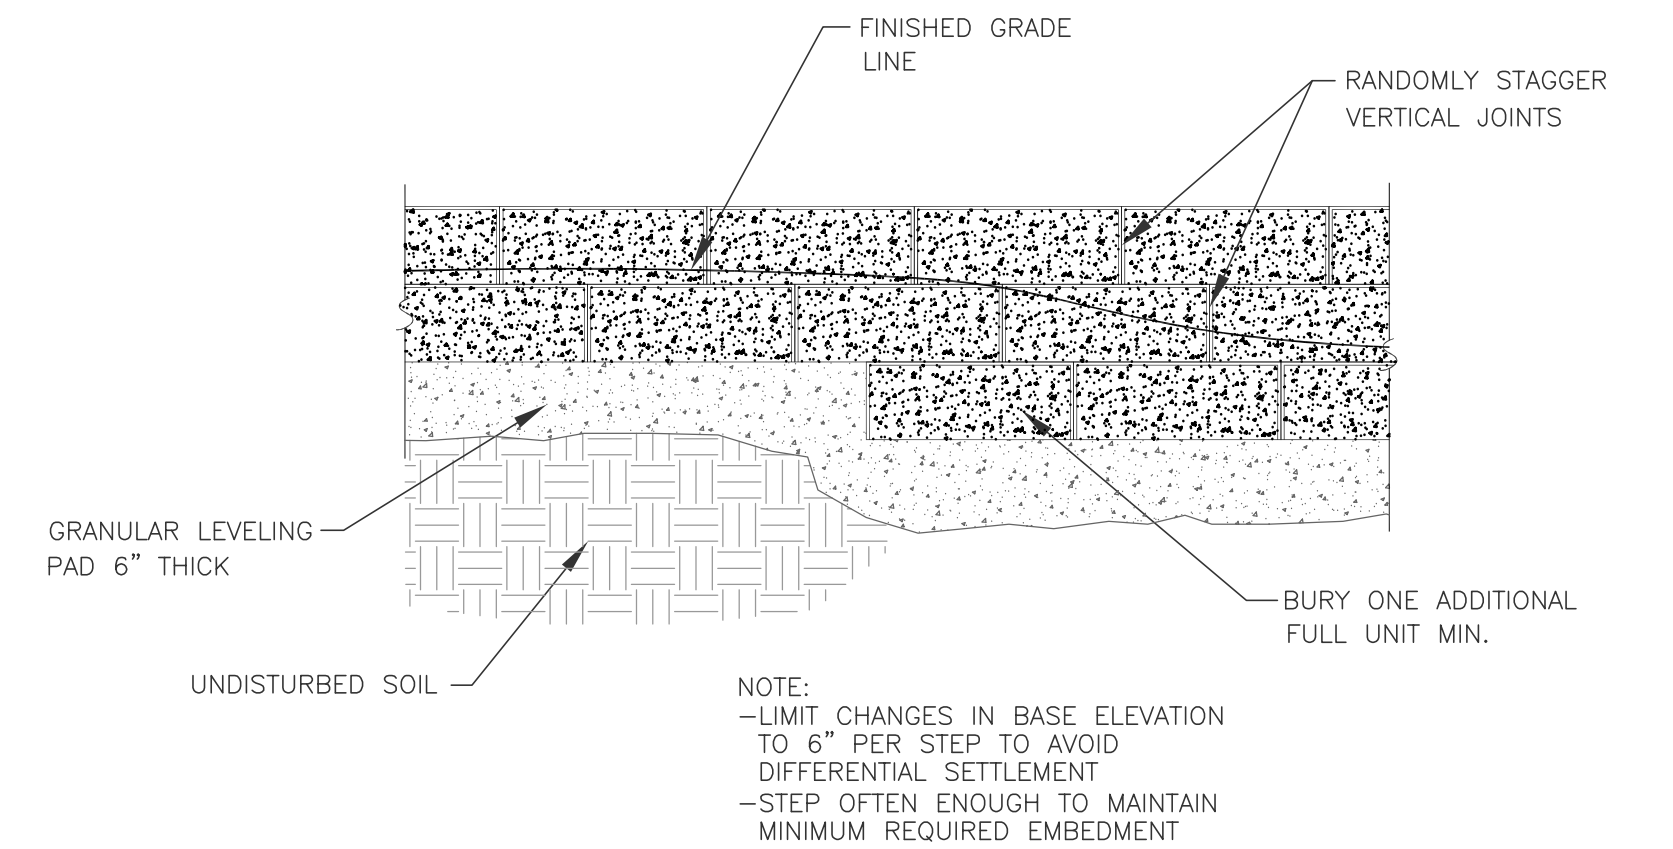 FINISHED GRADE
LINE
RANDOMLY STAGGER
VERTICAL JOINTS
GRANULAR LEVELING
PAD 6” THICK
BURY ONE ADDITIONAL
FULL UNIT MIN.
UNDISTURBED SOIL
NOTE:
–LIMIT CHANGES IN BASE ELEVATION
TO 6” PER STEP TO AVOID
DIFFERENTIAL SETTLEMENT
–STEP OFTEN ENOUGH TO MAINTAIN
MINIMUM REQUIRED EMBEDMENT